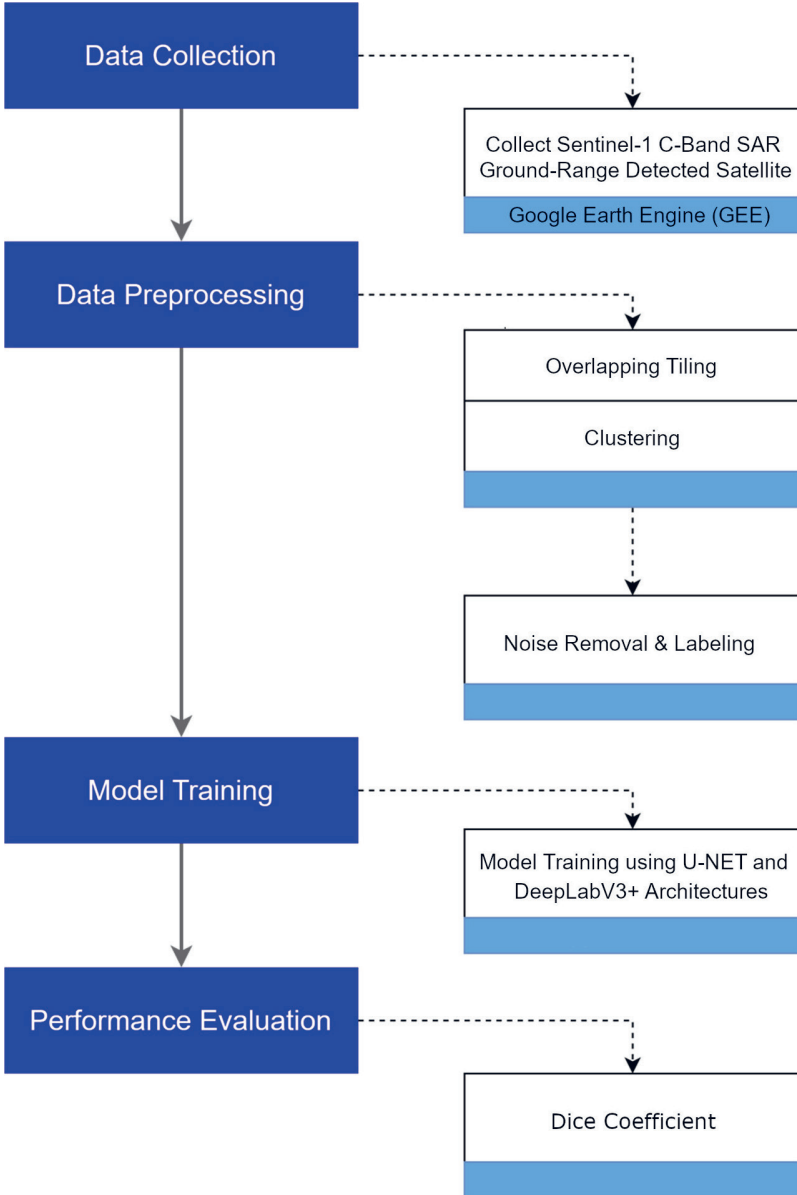 Data Collection
Collect Sentinel-1 C-Band SAR
Ground-Range Detected Satellite
Google Earth Engine (GEE)
Data Preprocessing
Overlapping Tiling
Clustering
Noise Removal & Labeling
Model Training
Model Training using U-NET and
DeepLabV3+ Architectures
Performance Evaluation
Dice Coefficient